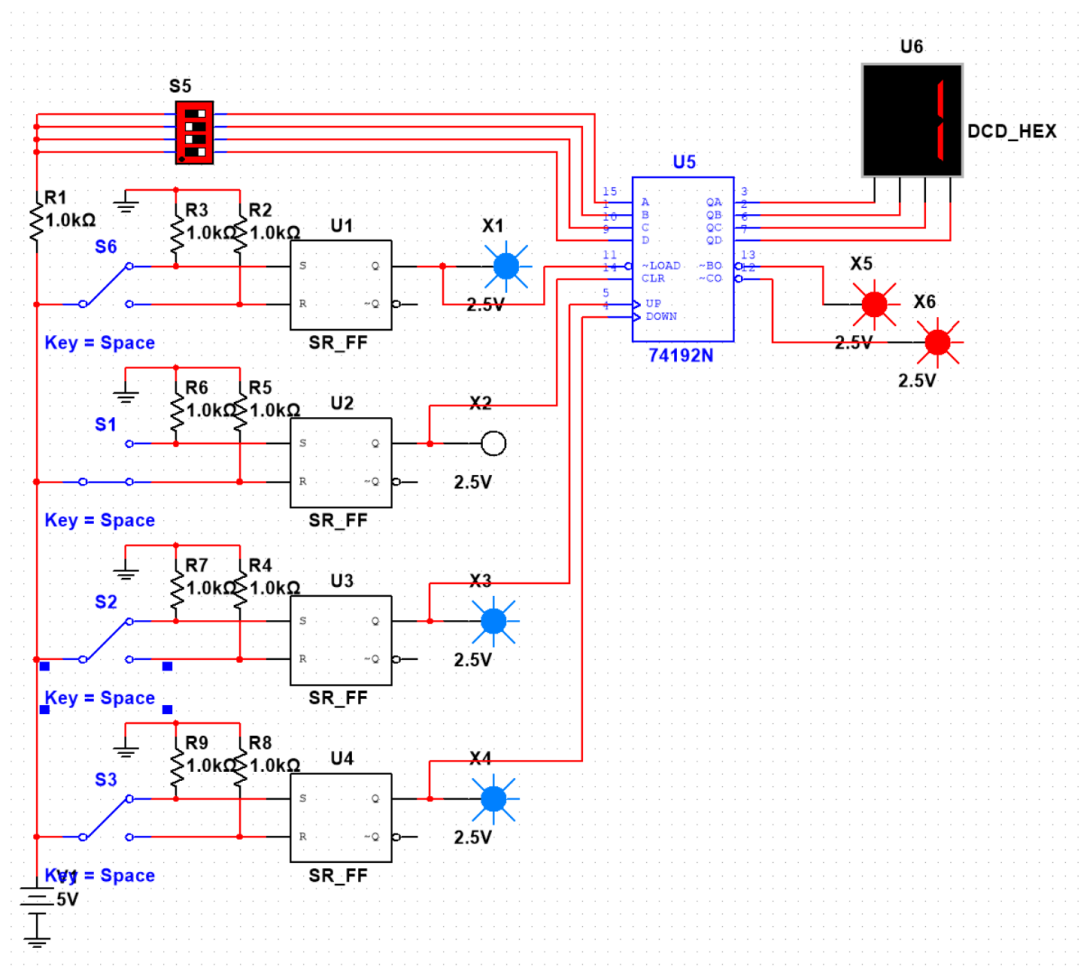 U6
S5
DCD_HEX
U5
R1
1.0kΩ
R3
1.0kΩ
R2
1.0kΩ
U1
X1
S6
S
Q
R
~Q
2.5V
Key = Space
SR_FF
15
1
10
9
11
14
5
4
A
B
C
D
~LOAD
CLR
UP
DOWN
QA
QB
QC
QD
~BO
~CO
3
2
6
7
13
12
74192N
X5
2.5V
X6
2.5V
R6
1.0kΩ
R5
1.0kΩ
U2
X2
S1
S
Q
R
~Q
2.5V
Key = Space
SR_FF
R7
1.0kΩ
R4
1.0kΩ
U3
X3
S2
S
Q
R
~Q
2.5V
Key = Space
SR_FF
R9
1.0kΩ
R8
1.0kΩ
U4
X4
S3
S
Q
R
~Q
2.5V
Key = Space
SR_FF
V1
5V
1